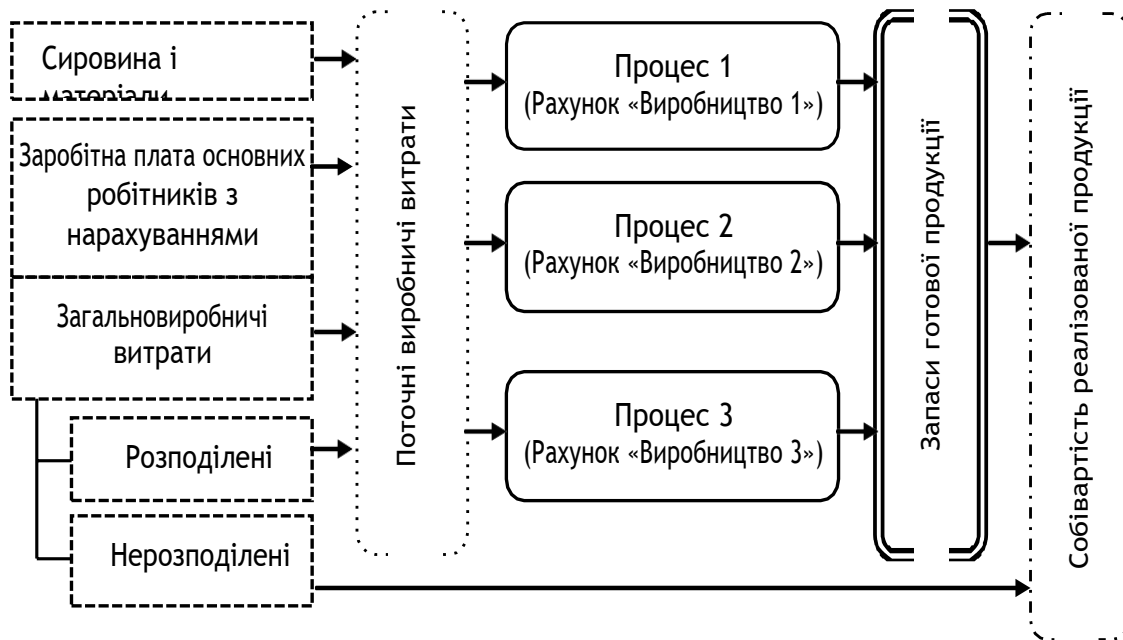 Сировина і
матеріали
Заробітна плата основних
робітників з
нарахуваннями
Загальновиробничі
витрати
Розподілені
Нерозподілені
Поточні виробничі витрати
Процес 1
(Рахунок «Виробництво 1»)
Процес 2
(Рахунок «Виробництво 2»)
Процес 3
(Рахунок «Виробництво 3»)
Запаси готової продукції
Собівартість реалізованої продукції